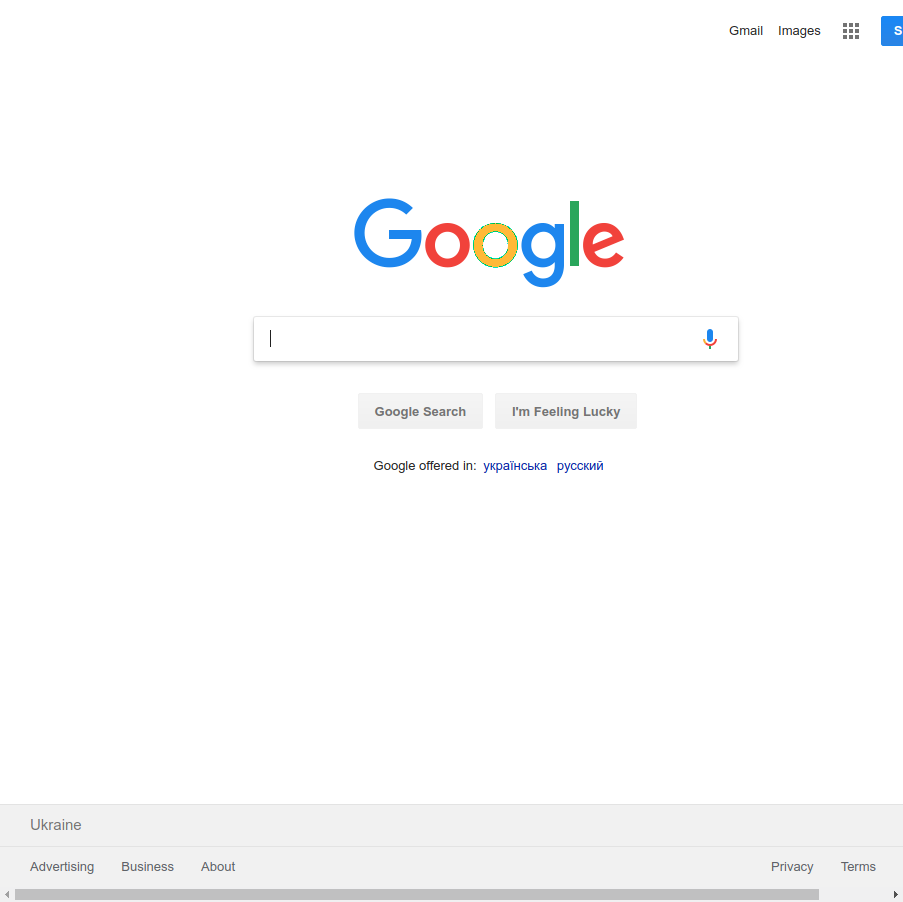 Gmail Images S
Google
Google Search I'm Feeling Lucky
Google offered in: українська русский
Ukraine
Advertising Business About Privacy Terms